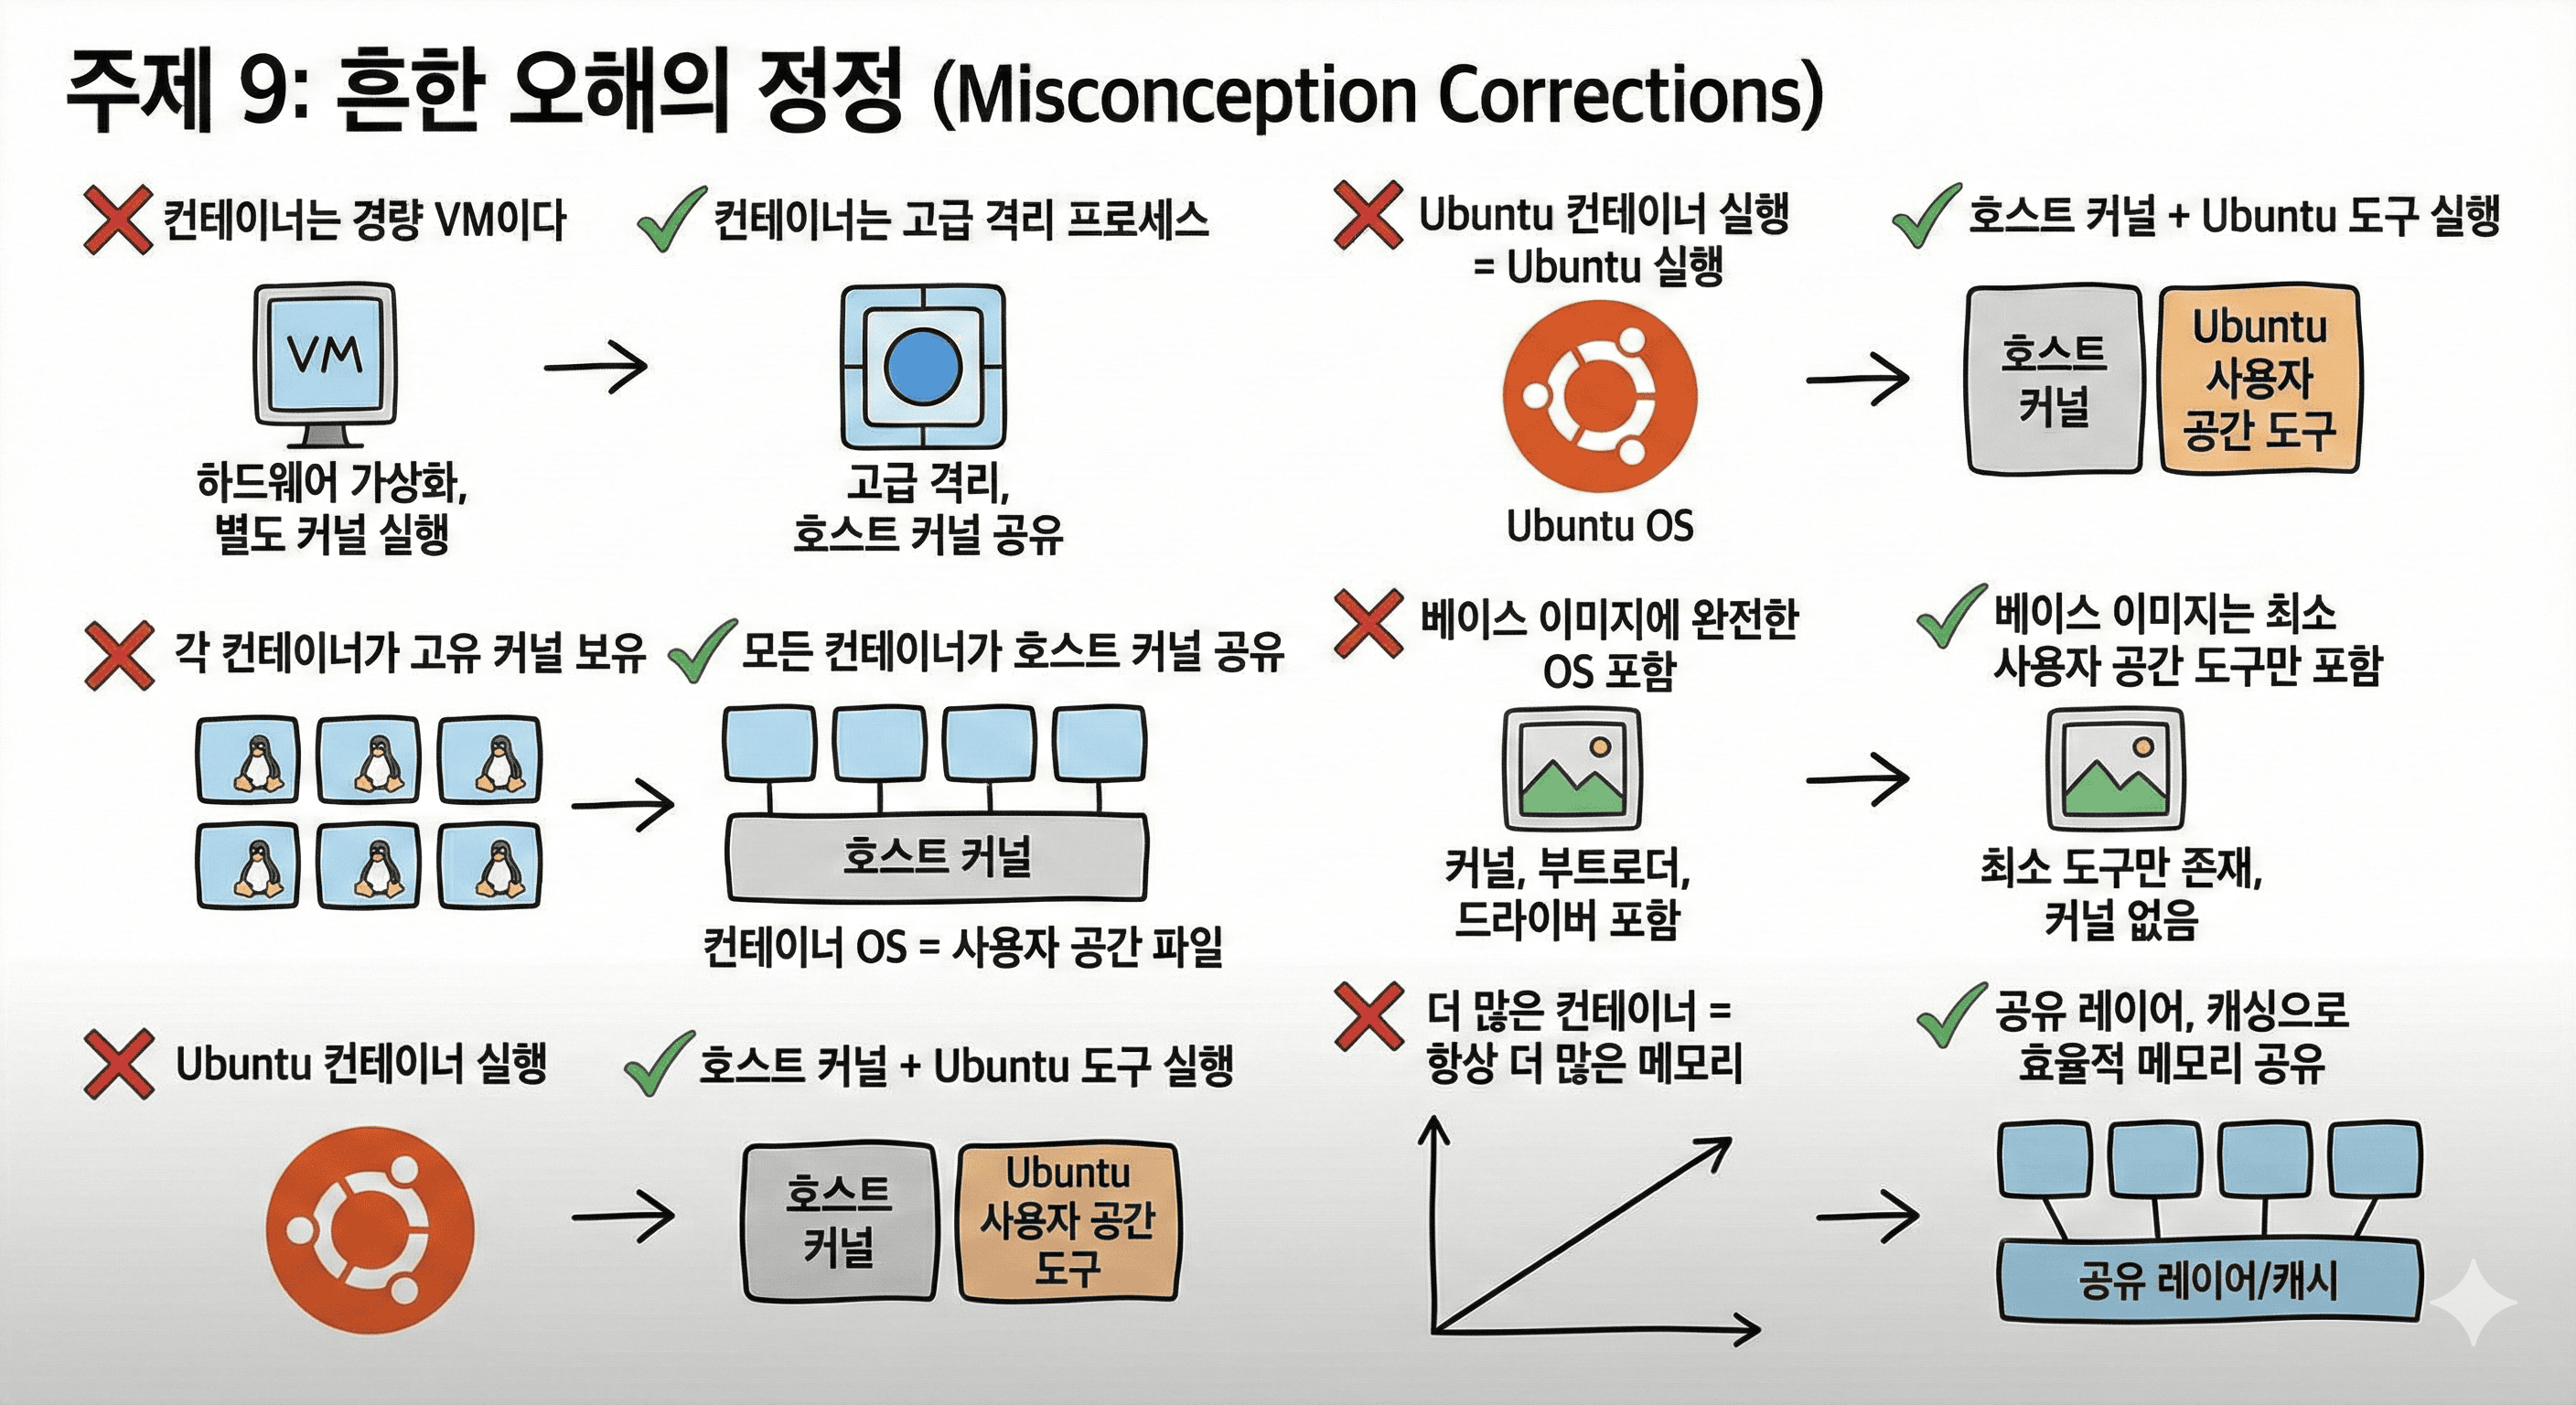 주제 9: 흔한 오해의 정정 (Misconception Corrections)
컨테이너는 경량 VM이다
컨테이너는 고급 격리 프로세스
VM
하드웨어 가상화,
별도 커널 실행
고급 격리,
호스트 커널 공유
Ubuntu 컨테이너 실행
= Ubuntu 실행
호스트 커널 + Ubuntu 도구 실행
Ubuntu OS
호스트
커널
Ubuntu
사용자
공간 도구
각 컨테이너가 고유 커널 보유
모든 컨테이너가 호스트 커널 공유
호스트 커널
컨테이너 OS = 사용자 공간 파일
베이스 이미지에 완전한
OS 포함
베이스 이미지는 최소
사용자 공간 도구만 포함
커널, 부트로더,
드라이버 포함
최소 도구만 존재,
커널 없음
Ubuntu 컨테이너 실행
호스트 커널 + Ubuntu 도구 실행
호스트
커널
Ubuntu
사용자 공간
도구
더 많은 컨테이너 =
항상 더 많은 메모리
공유 레이어, 캐싱으로
효율적 메모리 공유
공유 레이어/캐시